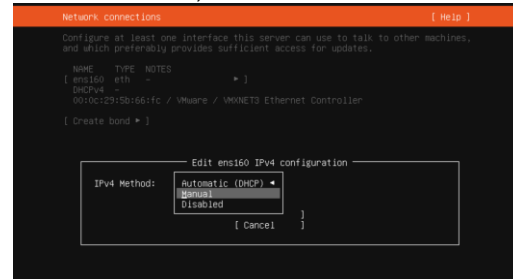 Network connections [ Help ]
Configure at least one interface this server can use to talk to other machines,
and which preferably provides sufficient access for updates.
NAME TYPE NOTES
[ ens160 eth - ▸ ]
DHCPv4 -
00:0c:29:5b:66:fc / VMware / VMXNET3 Ethernet Controller
[ Create bond ▸ ]
Edit ens160 IPv4 configuration
IPv4 Method: Automatic (DHCP) ◂
Manual
Disabled
]
[ Cancel ]